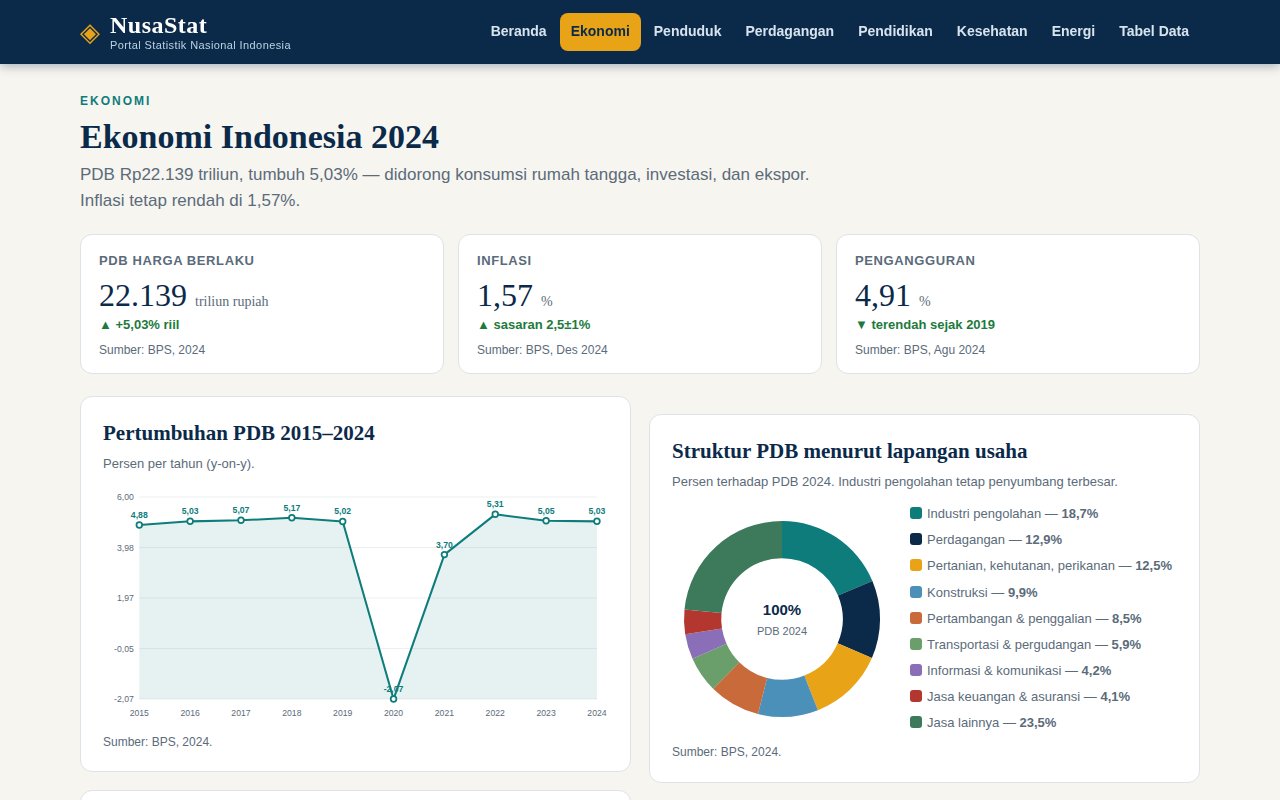 ◈ NusaStat
Portal Statistik Nasional Indonesia
Beranda Ekonomi Penduduk Perdagangan Pendidikan Kesehatan Energi Tabel Data
EKONOMI
Ekonomi Indonesia 2024
PDB Rp22.139 triliun, tumbuh 5,03% — didorong konsumsi rumah tangga, investasi, dan ekspor.
Inflasi tetap rendah di 1,57%.
PDB HARGA BERLAKU
22.139 triliun rupiah
▲ +5,03% riil
Sumber: BPS, 2024
INFLASI
1,57 %
▲ sasaran 2,5±1%
Sumber: BPS, Des 2024
PENGANGGURAN
4,91 %
▼ terendah sejak 2019
Sumber: BPS, Agu 2024
Pertumbuhan PDB 2015–2024
Persen per tahun (y-on-y).
6,00
3,98
1,97
-0,05
-2,07
4,88 5,03 5,07 5,17 5,02 -2,07 3,70 5,31 5,05 5,03
2015 2016 2017 2018 2019 2020 2021 2022 2023 2024
Sumber: BPS, 2024.
Struktur PDB menurut lapangan usaha
Persen terhadap PDB 2024. Industri pengolahan tetap penyumbang terbesar.
100%
PDB 2024
Industri pengolahan — 18,7%
Perdagangan — 12,9%
Pertanian, kehutanan, perikanan — 12,5%
Konstruksi — 9,9%
Pertambangan & penggalian — 8,5%
Transportasi & pergudangan — 5,9%
Informasi & komunikasi — 4,2%
Jasa keuangan & asuransi — 4,1%
Jasa lainnya — 23,5%
Sumber: BPS, 2024.